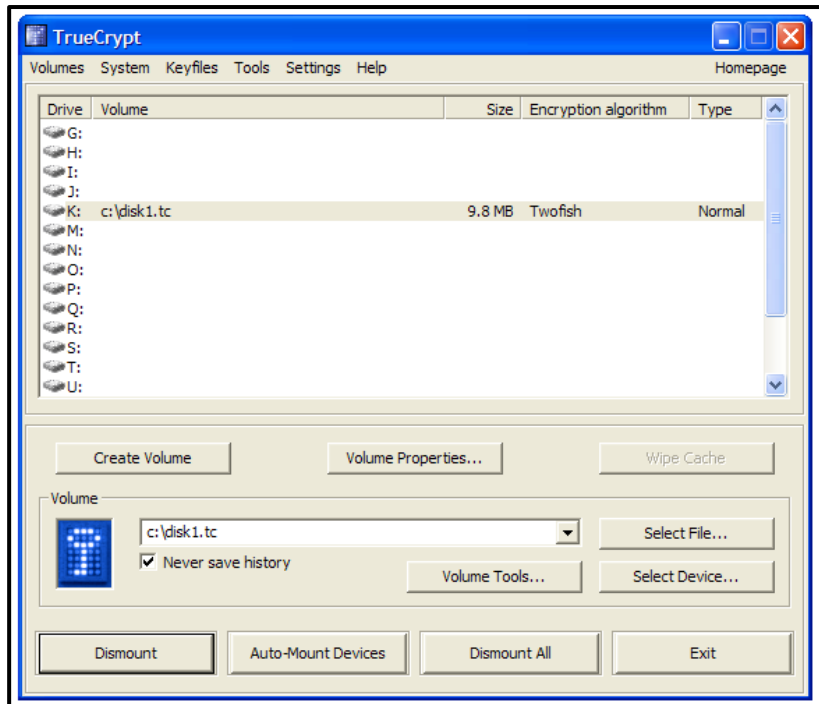 TrueCrypt
Volumes System Keyfiles Tools Settings Help Homepage
Drive Volume Size Encryption algorithm Type
G:
H:
I:
J:
K: c:\disk1.tc 9.8 MB Twofish Normal
M:
N:
O:
P:
Q:
R:
S:
T:
U:
Create Volume Volume Properties... Wipe Cache
Volume
c:\disk1.tc Select File...
Never save history
Volume Tools... Select Device...
Dismount Auto-Mount Devices Dismount All Exit